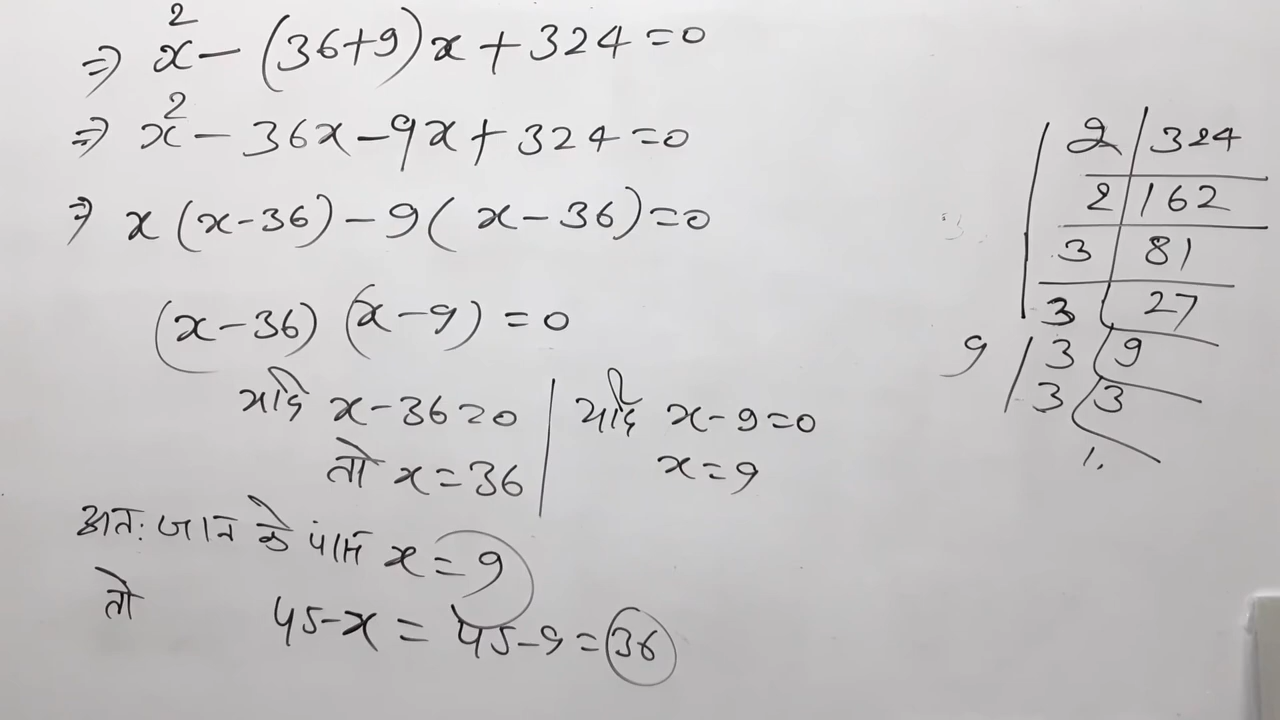 ⇒ x² - (36+9)x + 324 = 0
⇒ x² - 36x - 9x + 324 = 0
⇒ x (x-36) - 9 ( x - 36) = 0
(x - 36) (x - 9) = 0
यदि x - 36 = 0 | यदि x - 9 = 0
तो x = 36 | x = 9
अतः जान के पास x = 9
तो 45 - x = 45 - 9 = 36
2 | 324
2 | 162
3 | 81
3 | 27
9 | 3 | 9
3 | 3
1.